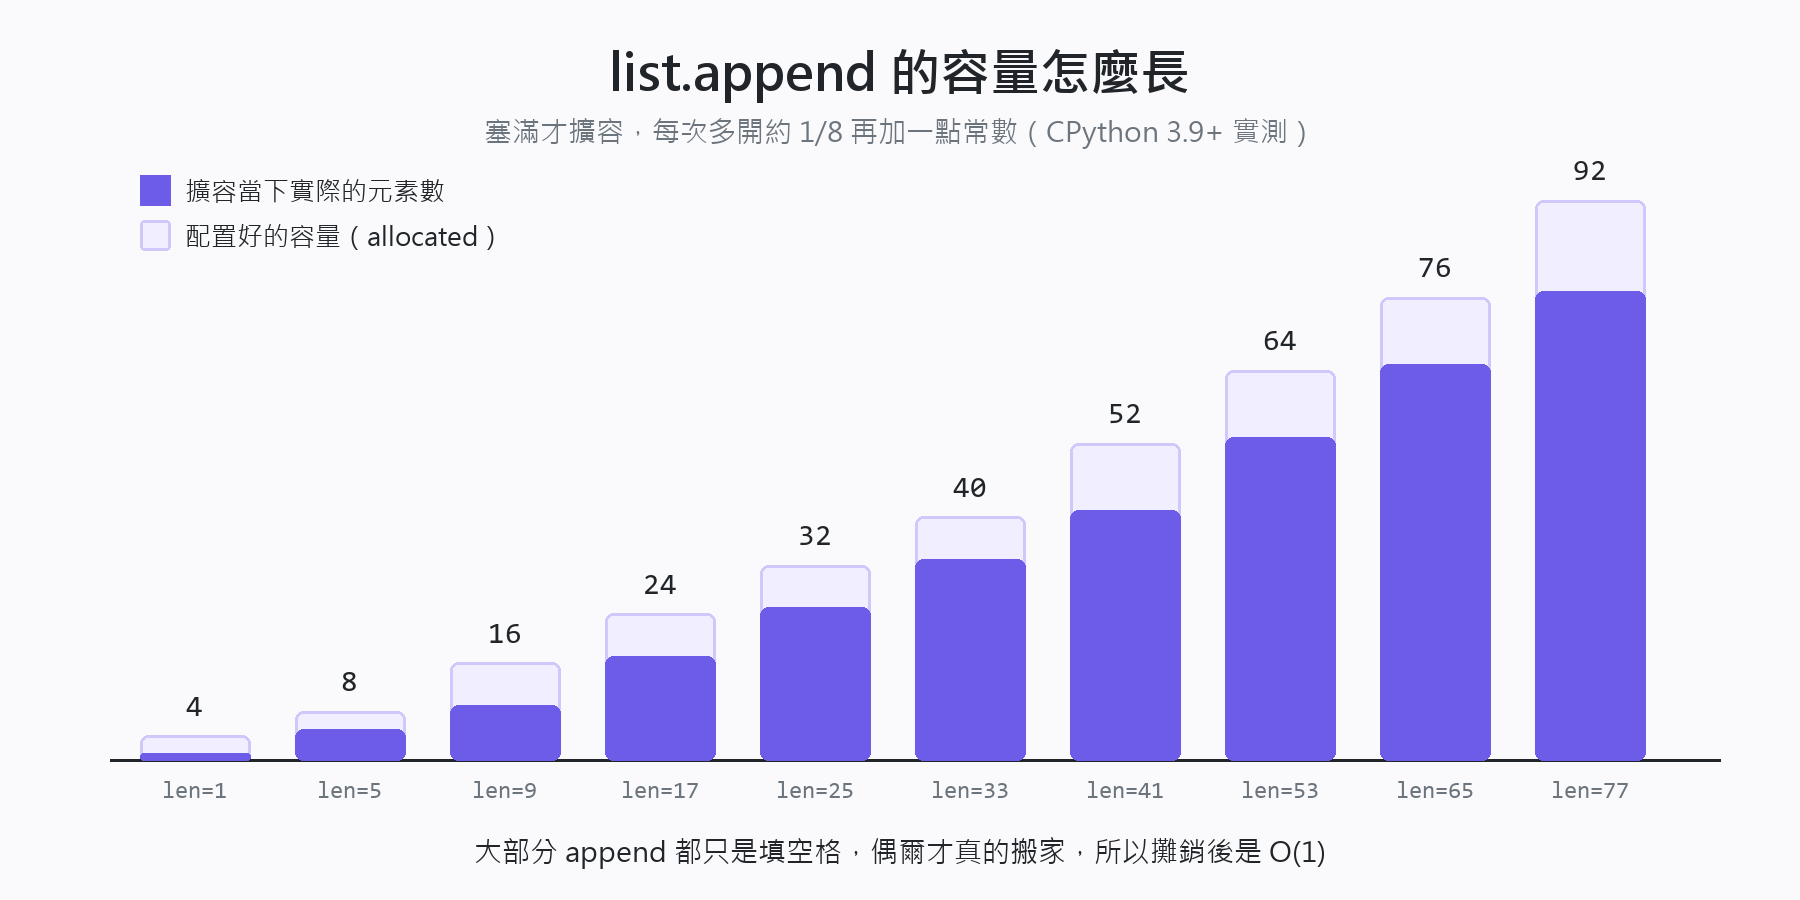 list.append 的容量怎麼長
塞滿才擴容，每次多開約 1/8 再加一點常數（CPython 3.9+ 實測）
擴容當下實際的元素數
配置好的容量（allocated）
4
8
16
24
32
40
52
64
76
92
len=1
len=5
len=9
len=17
len=25
len=33
len=41
len=53
len=65
len=77
大部分 append 都只是填空格，偶爾才真的搬家，所以攤銷後是 O(1)